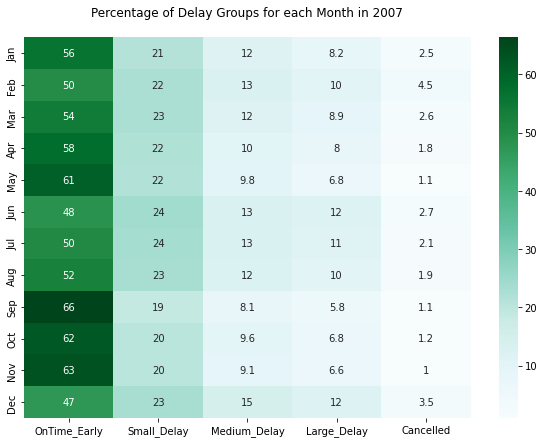 Percentage of Delay Groups for each Month in 2007
Jan 56 21 12 8.2 2.5
Feb 50 22 13 10 4.5
Mar 54 23 12 8.9 2.6
Apr 58 22 10 8 1.8
May 61 22 9.8 6.8 1.1
Jun 48 24 13 12 2.7
Jul 50 24 13 11 2.1
Aug 52 23 12 10 1.9
Sep 66 19 8.1 5.8 1.1
Oct 62 20 9.6 6.8 1.2
Nov 63 20 9.1 6.6 1
Dec 47 23 15 12 3.5
OnTime_Early Small_Delay Medium_Delay Large_Delay Cancelled
60
50
40
30
20
10